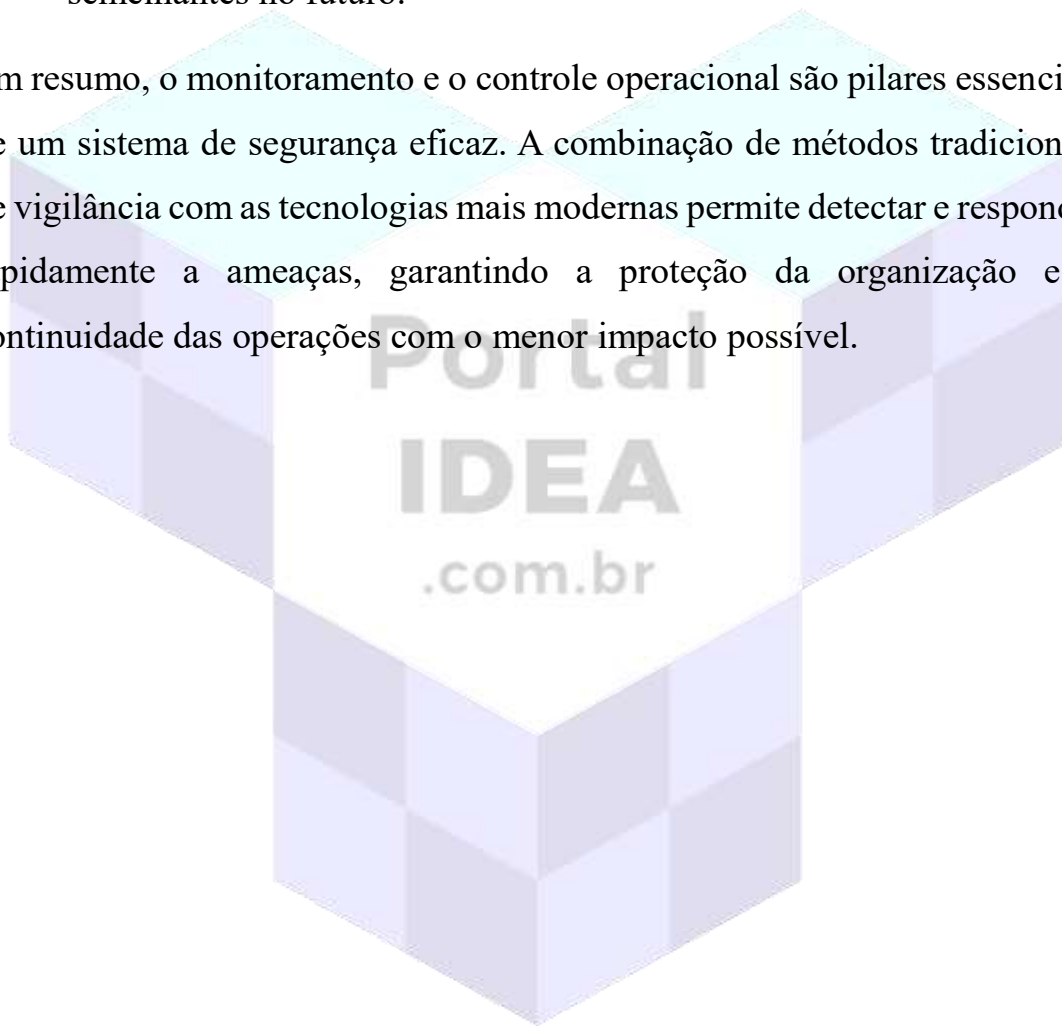 semelhantes no futuro.
m resumo, o monitoramento e o controle operacional são pilares essenci
e um sistema de segurança eficaz. A combinação de métodos tradicion
e vigilância com as tecnologias mais modernas permite detectar e respond
pidamente a ameaças, garantindo a proteção da organização e
ontinuidade das operações com o menor impacto possível.
Portal
IDEA
.com.br